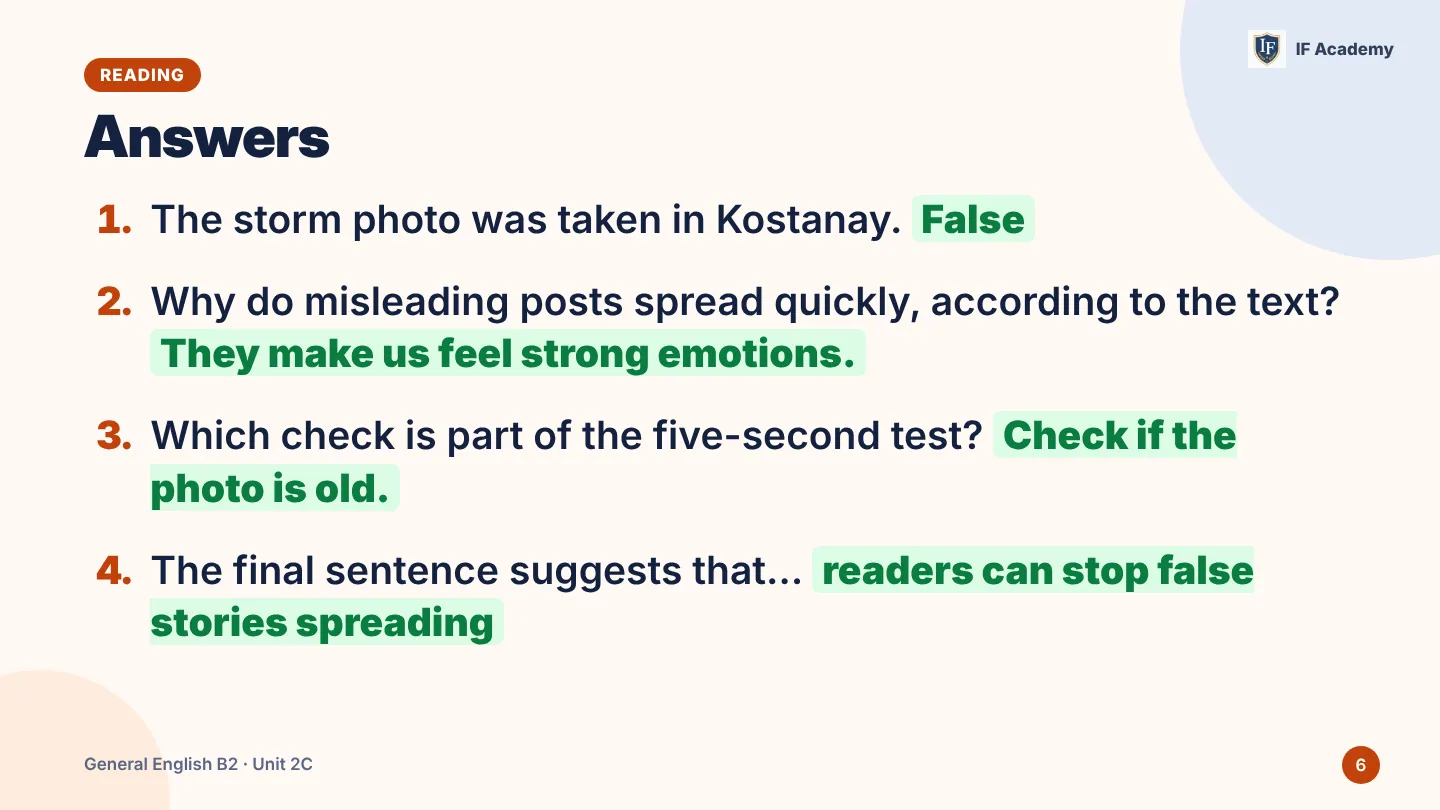 IF Academy
READING
Answers
1. The storm photo was taken in Kostanay. False
2. Why do misleading posts spread quickly, according to the text?
They make us feel strong emotions.
3. Which check is part of the five-second test? Check if the
photo is old.
4. The final sentence suggests that... readers can stop false
stories spreading
General English B2 · Unit 2C
6